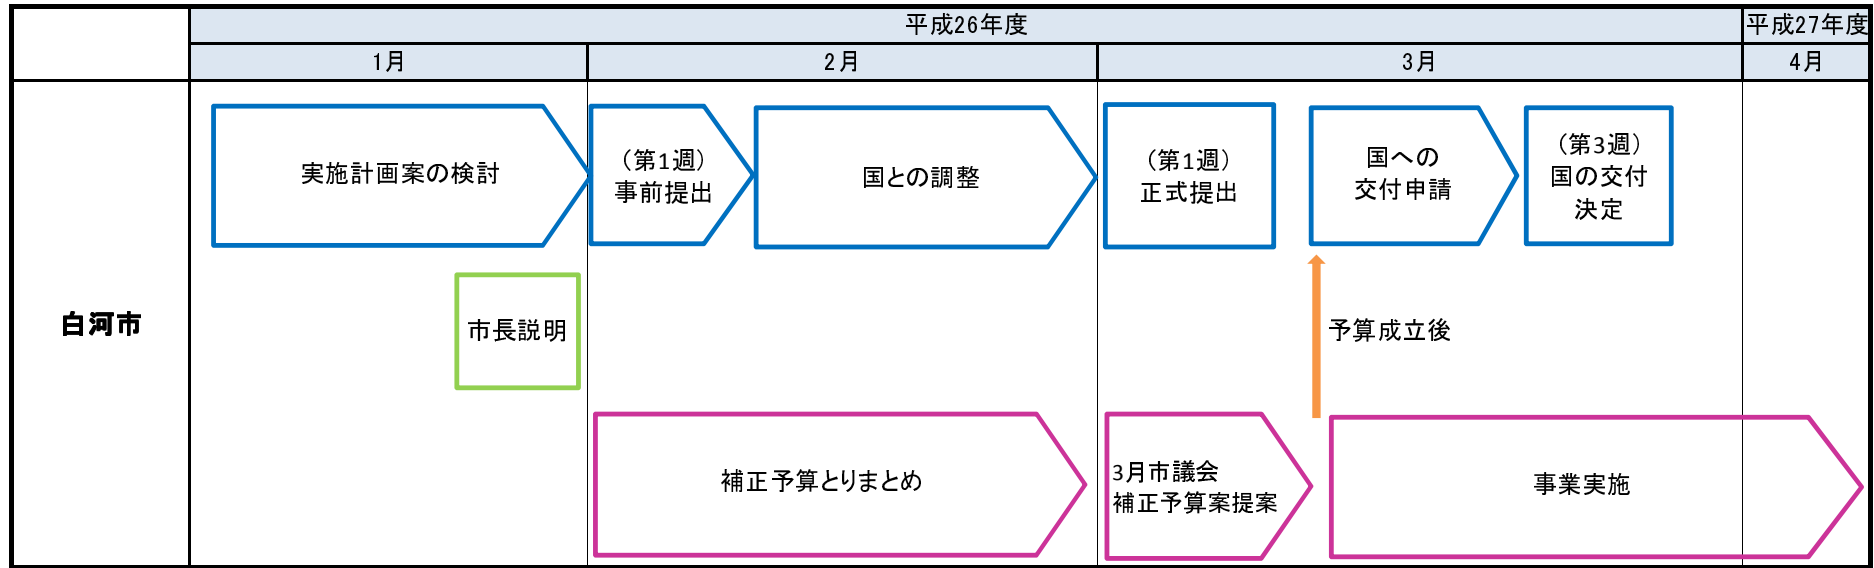 平成26年度
平成27年度
1月
2月
3月
4月
白河市
実施計画案の検討
(第1週)
事前提出
国との調整
(第1週)
正式提出
国への
交付申請
(第3週)
国の交付
決定
市長説明
予算成立後
補正予算とりまとめ
3月市議会
補正予算案提案
事業実施